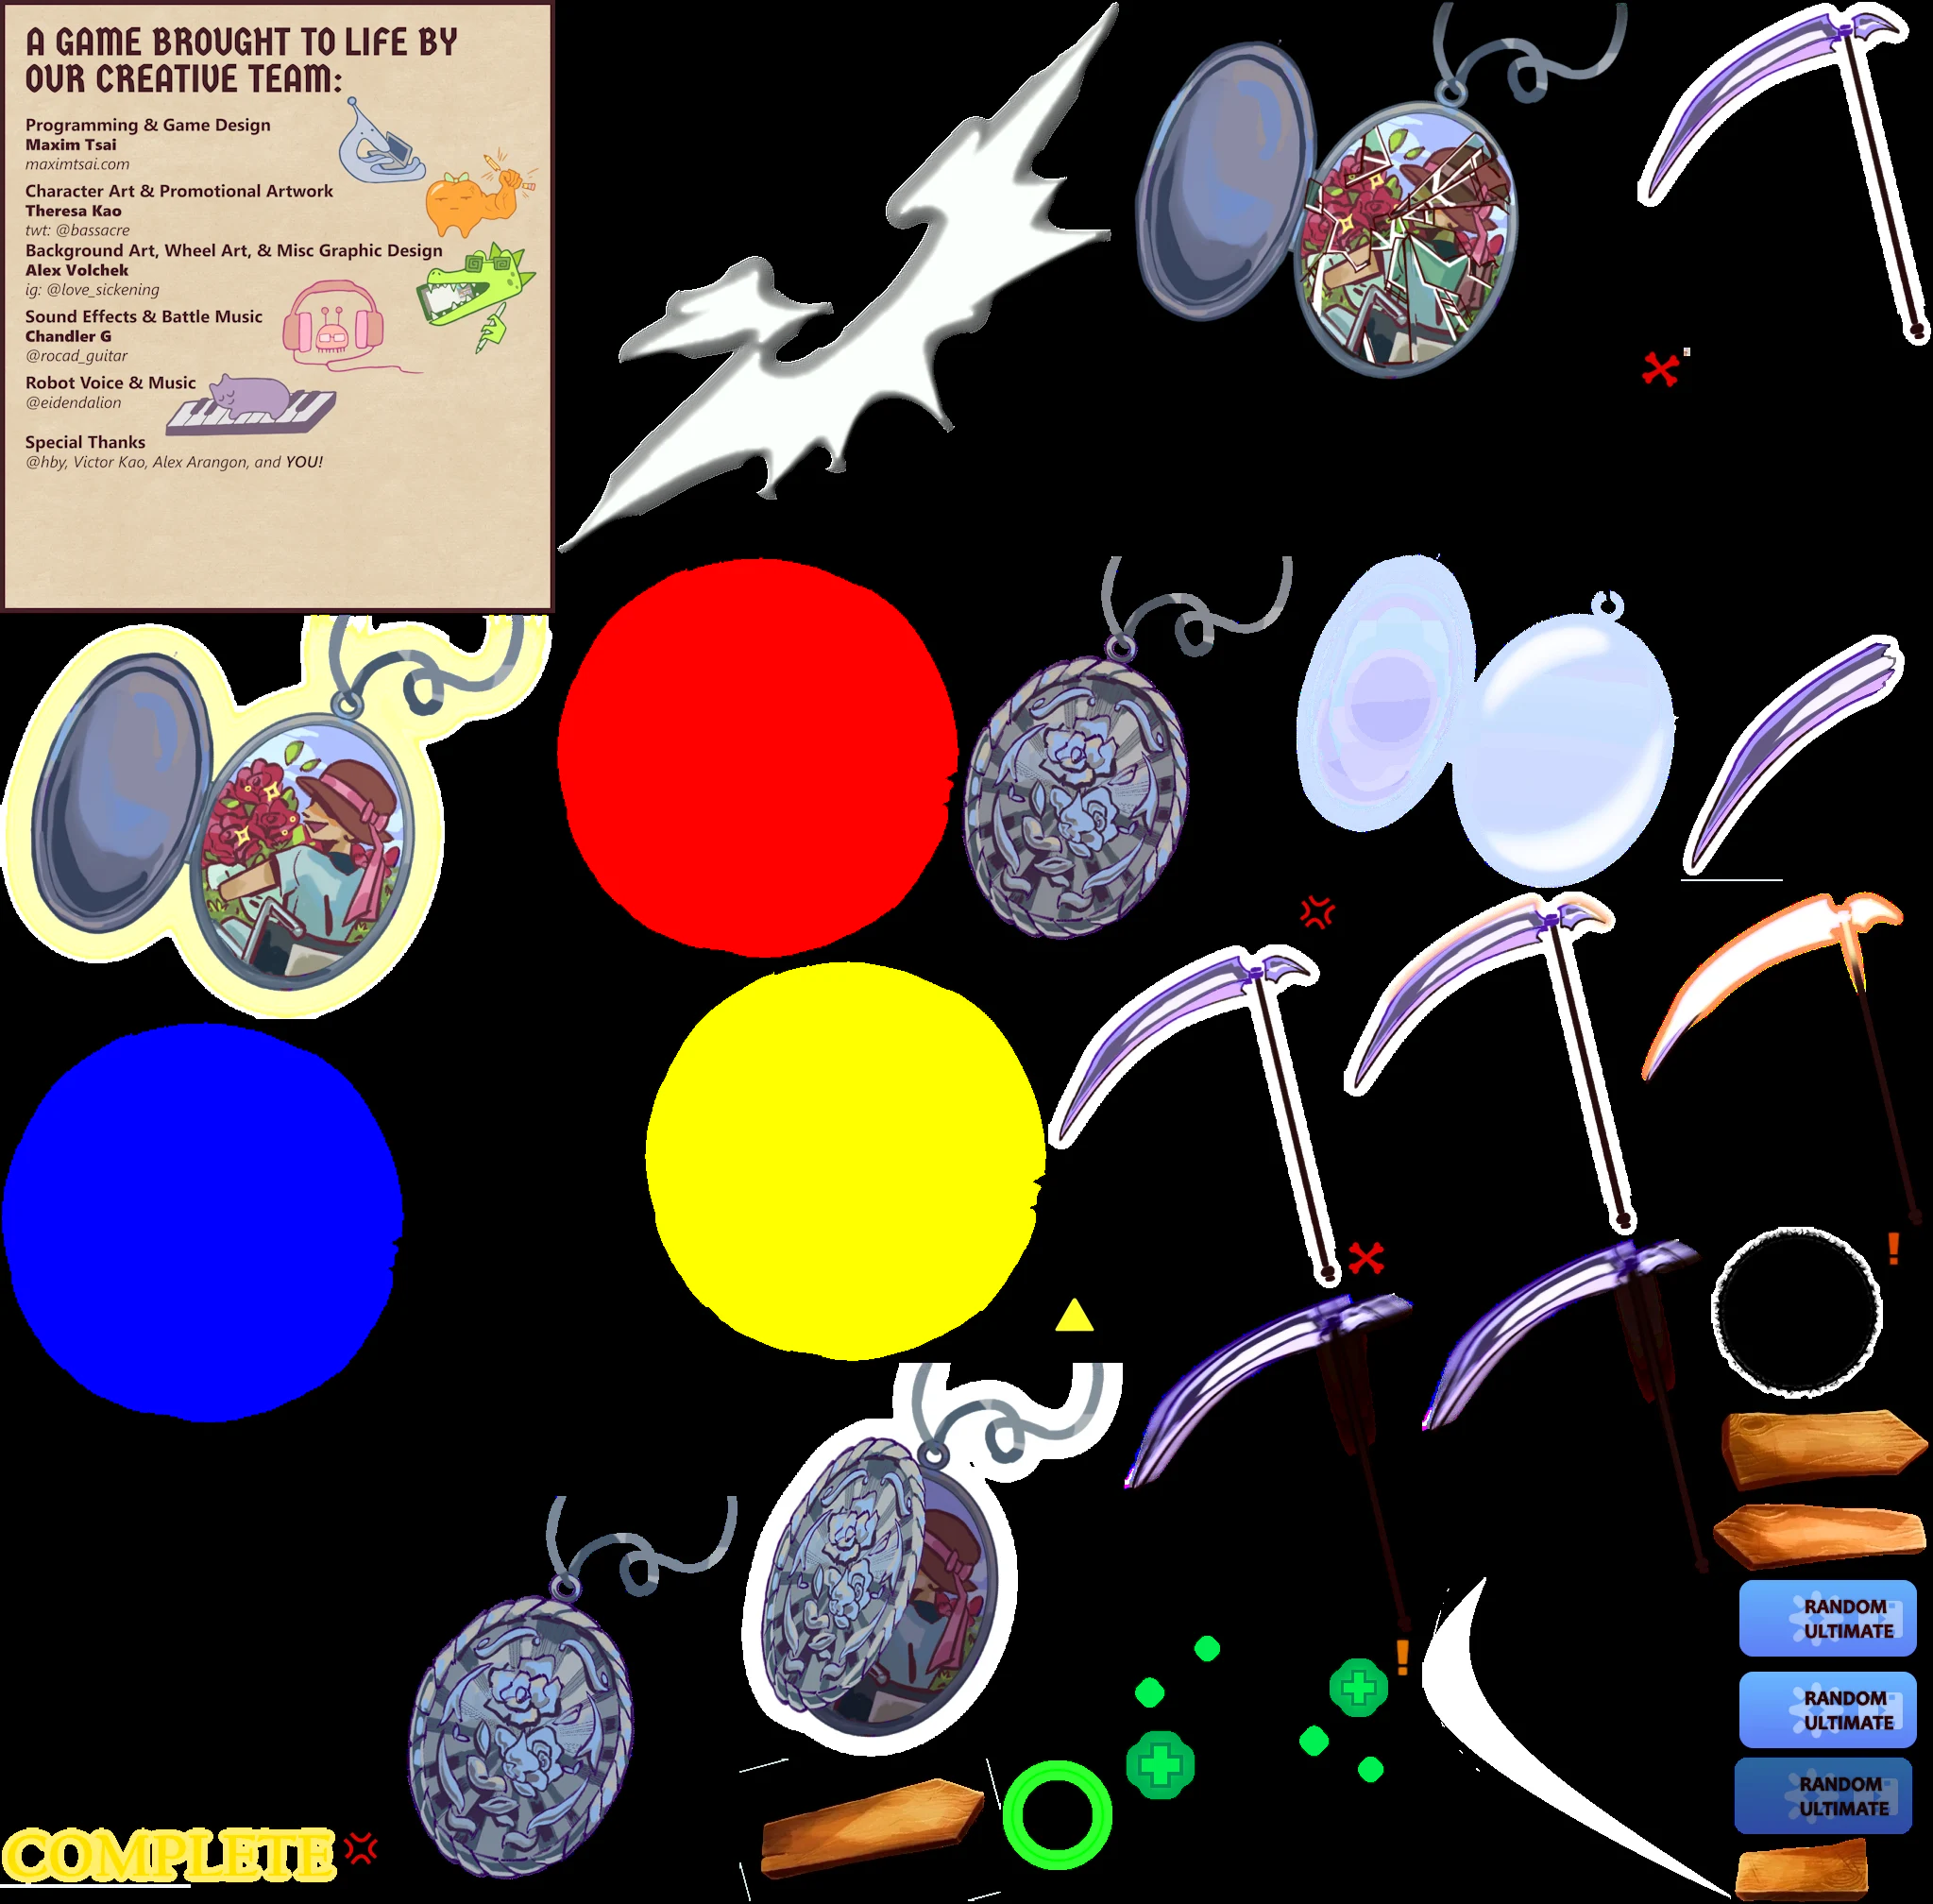 A GAME BROUGHT TO LIFE BY
OUR CREATIVE TEAM:
Programming & Game Design
Maxim Tsai
maximtsai.com
Character Art & Promotional Artwork
Theresa Kao
twt: @bassacre
Background Art, Wheel Art, & Misc Graphic Design
Alex Volchek
ig: @love_sickening
Sound Effects & Battle Music
Chandler G
@rocad_guitar
Robot Voice & Music
@eidendalion
Special Thanks
@hby, Victor Kao, Alex Arangon, and YOU!
!
!
RANDOM
ULTIMATE
RANDOM
ULTIMATE
RANDOM
ULTIMATE
COMPLETE